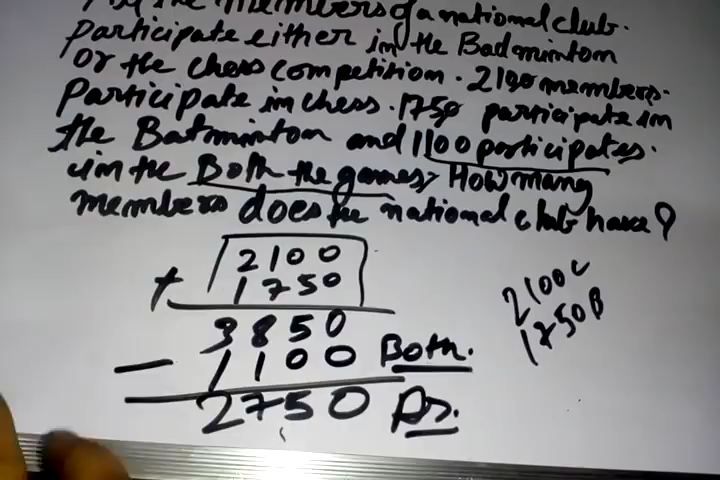 the Members of a national club.
Participate either in the Badminton
Or the chess competition. 2100 members.
Participate in chess. 1750 participate in
the Batminton and 1100 participates.
in the Both the games, How many
members does the national club have?
2100
+ 1750
3850
- 1100 Both.
2750 As.
2100 C
1750 B